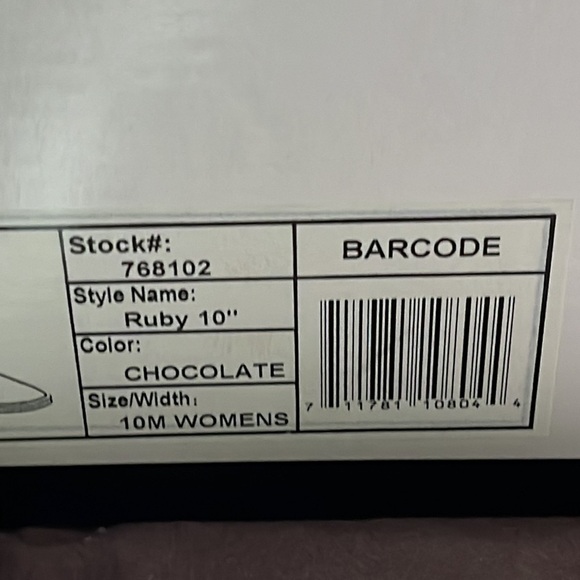 Stock#:
768102
Style Name:
Ruby 10"
Color:
CHOCOLATE
Size/Width:
10M WOMENS
BARCODE
7 11781 10804 4